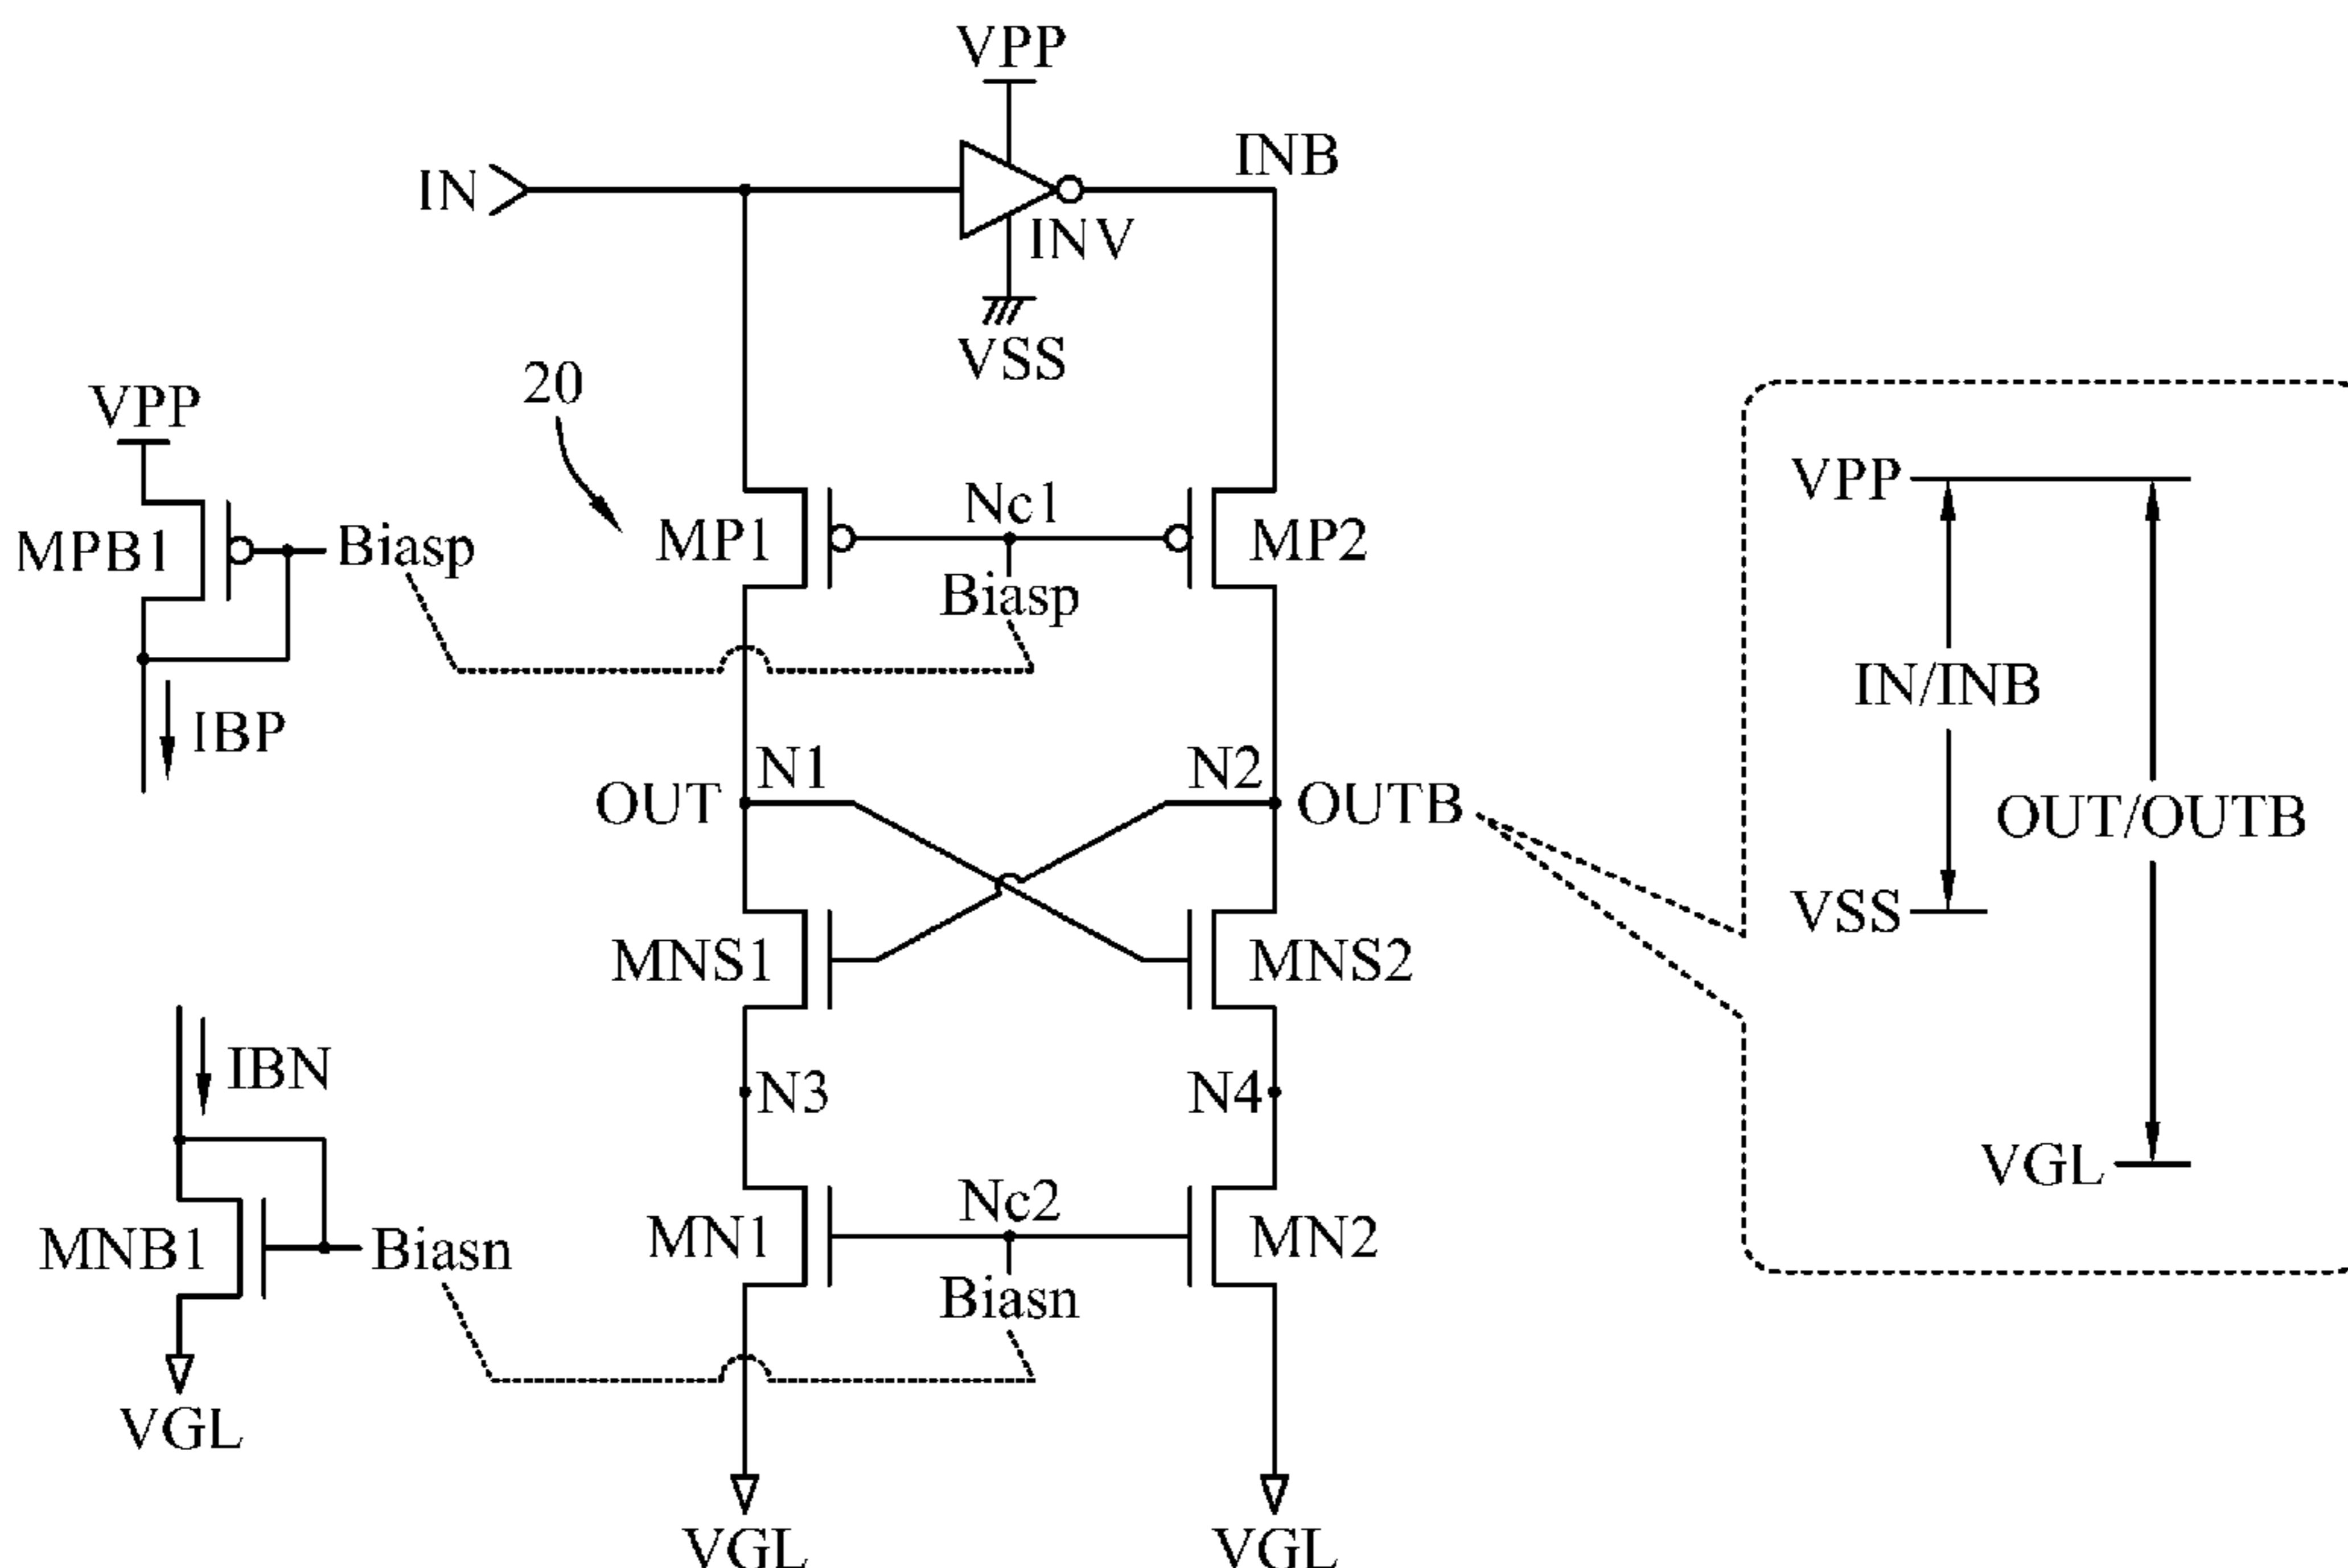 VPP
IN
INB
INV
VSS
20
VPP
MPB1
Biasp
IBP
MP1
Nc1
Biasp
MP2
N1
N2
OUT
OUTB
MNS1
MNS2
N3
N4
IBN
MNB1
Biasn
VGL
MN1
Nc2
Biasn
MN2
VGL
VGL
VPP
IN/INB
OUT/OUTB
VSS
VGL